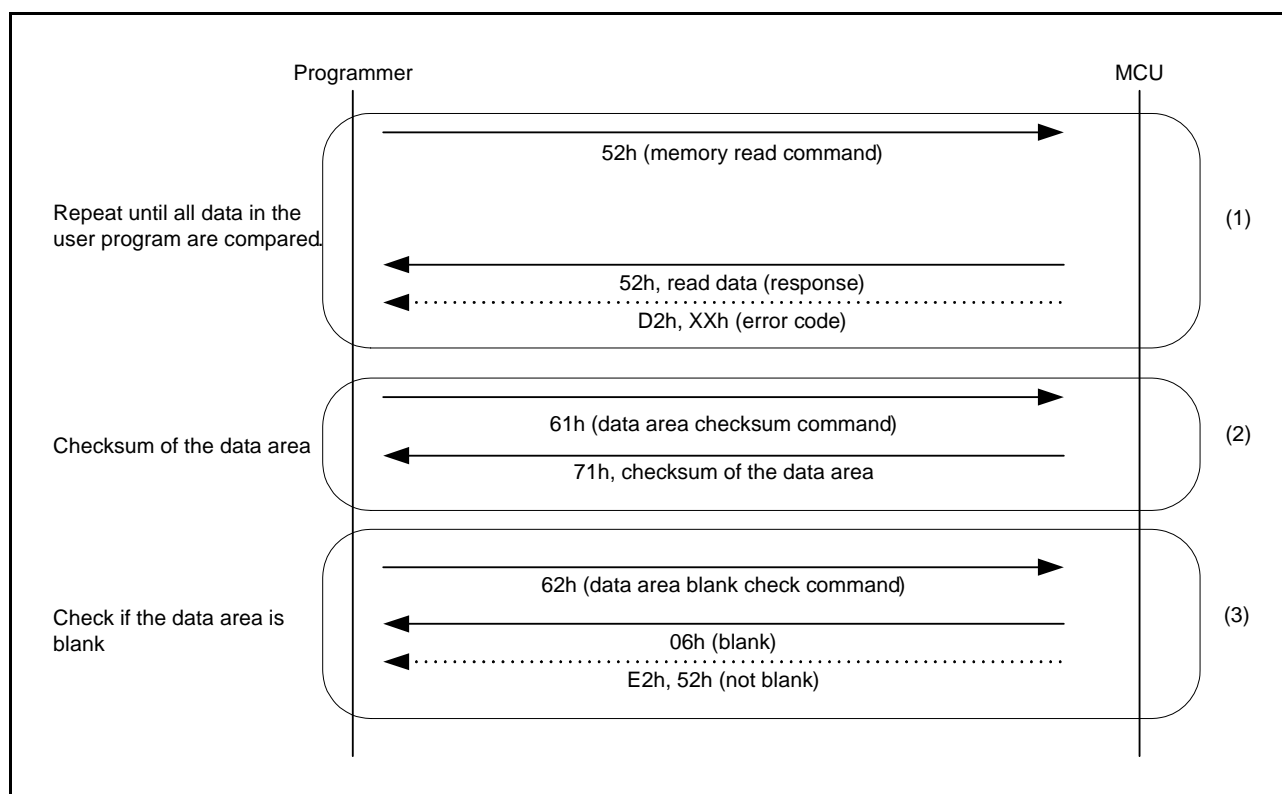 Programmer
MCU
52h (memory read command)
Repeat until all data in the
user program are compared.
(1)
52h, read data (response)
D2h, XXh (error code)
61h (data area checksum command)
Checksum of the data area
(2)
71h, checksum of the data area
62h (data area blank check command)
Check if the data area is
blank
(3)
06h (blank)
E2h, 52h (not blank)